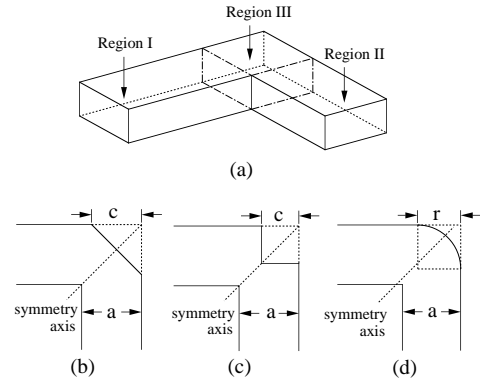 Region III
Region I
Region II
(a)
c
c
r
symmetry
axis
a
symmetry
axis
a
symmetry
axis
a
(b)
(c)
(d)